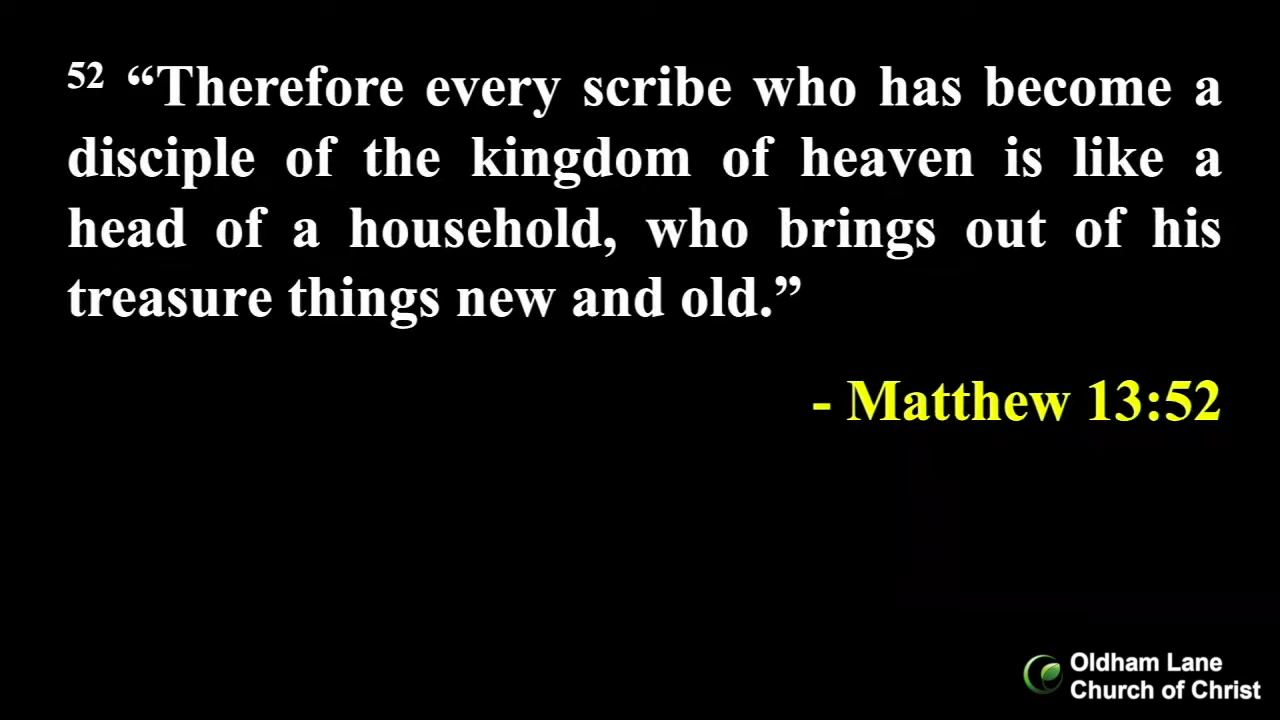 52 “Therefore every scribe who has become a
disciple of the kingdom of heaven is like a
head of a household, who brings out of his
treasure things new and old.”
- Matthew 13:52
Oldham Lane
Church of Christ